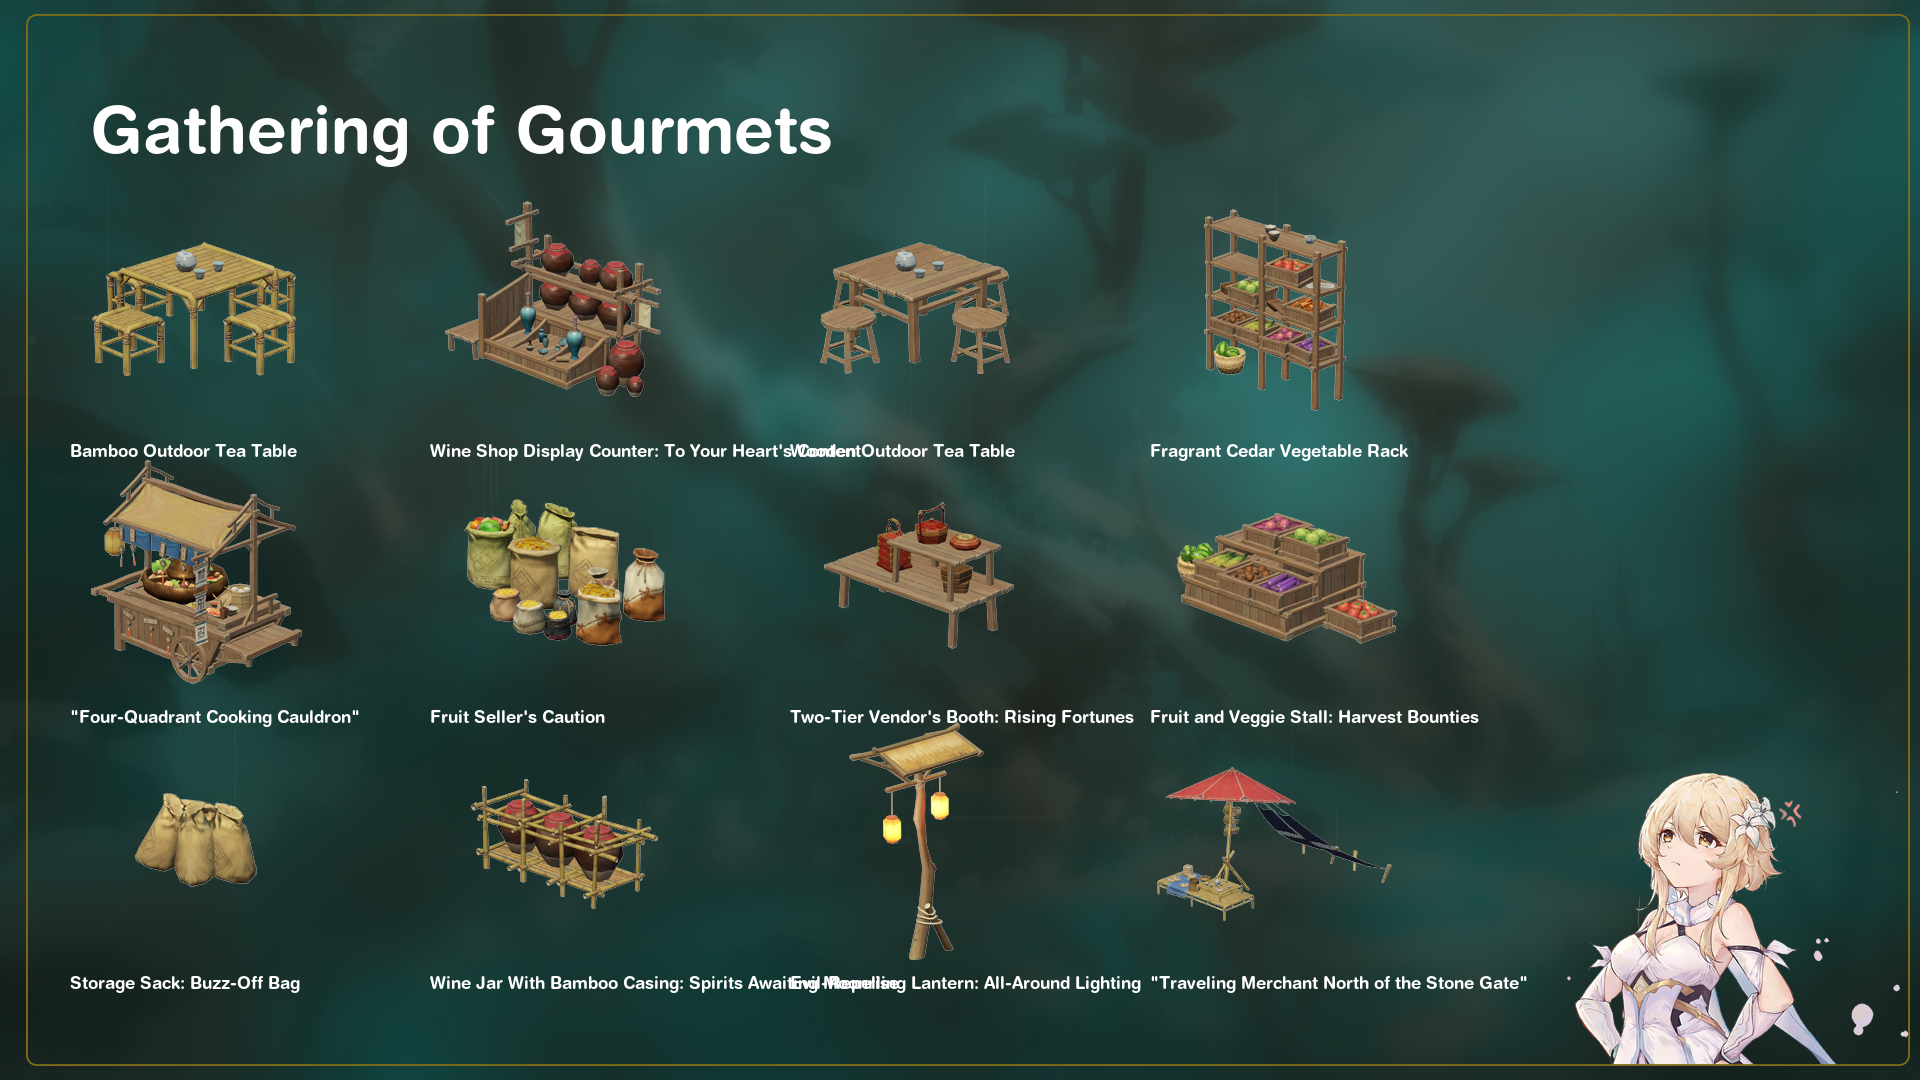 Gathering of Gourmets
Bamboo Outdoor Tea Table
Wine Shop Display Counter: To Your Heart's Content
Wooden Outdoor Tea Table
Fragrant Cedar Vegetable Rack
"Four-Quadrant Cooking Cauldron"
Fruit Seller's Caution
Two-Tier Vendor's Booth: Rising Fortunes
Fruit and Veggie Stall: Harvest Bounties
Storage Sack: Buzz-Off Bag
Wine Jar With Bamboo Casing: Spirits Awaiting
Lantern: All-Around Lighting
"Traveling Merchant North of the Stone Gate"